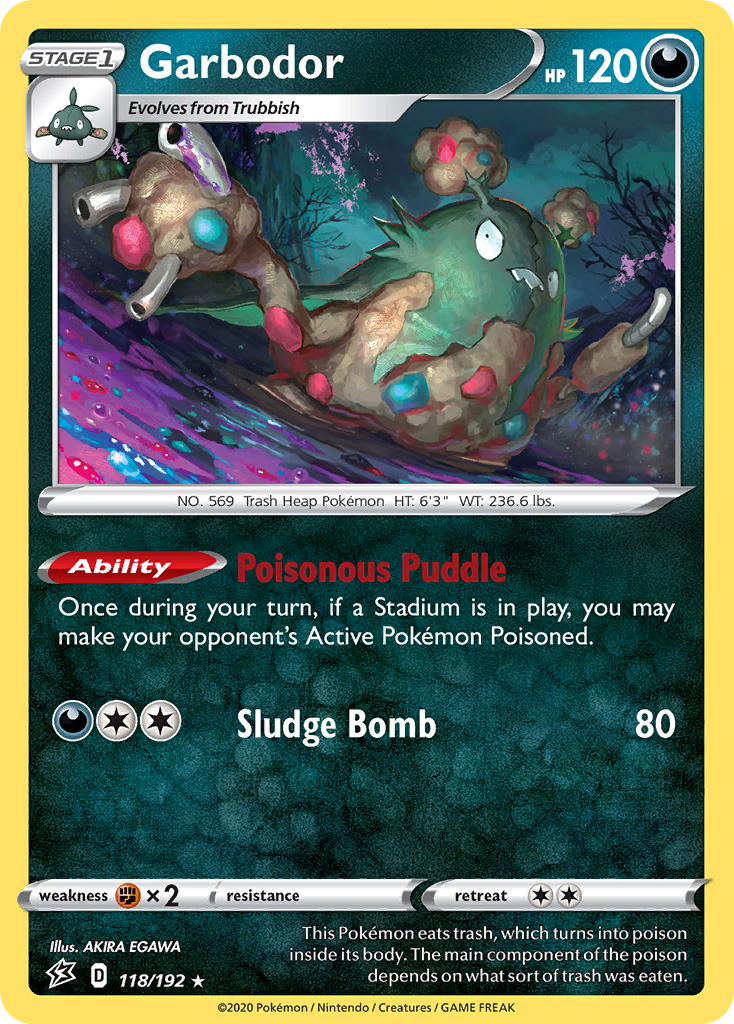 STAGE 1
Garbodor
HP 120
Evolves from Trubbish
NO. 569 Trash Heap Pokémon HT: 6'3" WT: 236.6 lbs.
Ability Poisonous Puddle
Once during your turn, if a Stadium is in play, you may
make your opponent's Active Pokémon Poisoned.
Sludge Bomb 80
weakness ×2 resistance retreat
Illus. AKIRA EGAWA
D 118/192 ★
This Pokémon eats trash, which turns into poison
inside its body. The main component of the poison
depends on what sort of trash was eaten.
©2020 Pokémon / Nintendo / Creatures / GAME FREAK